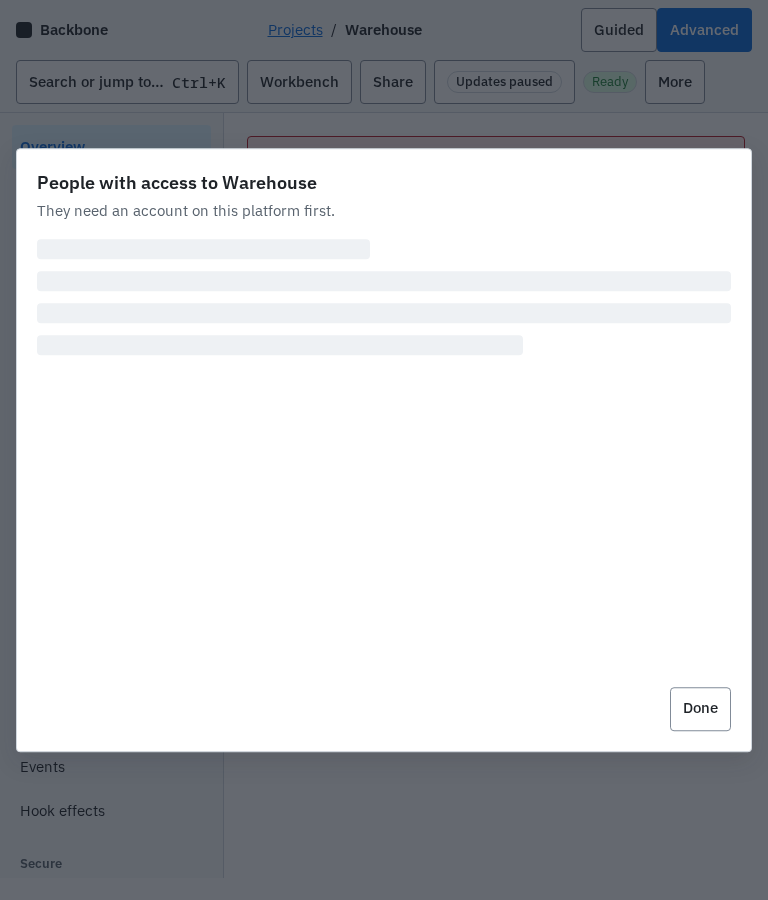 Backbone
Projects / Warehouse
Guided
Advanced
Search or jump to... Ctrl+K
Workbench
Share
Updates paused
Ready
More
Overview
People with access to Warehouse
They need an account on this platform first.
Done
Events
Hook effects
Secure